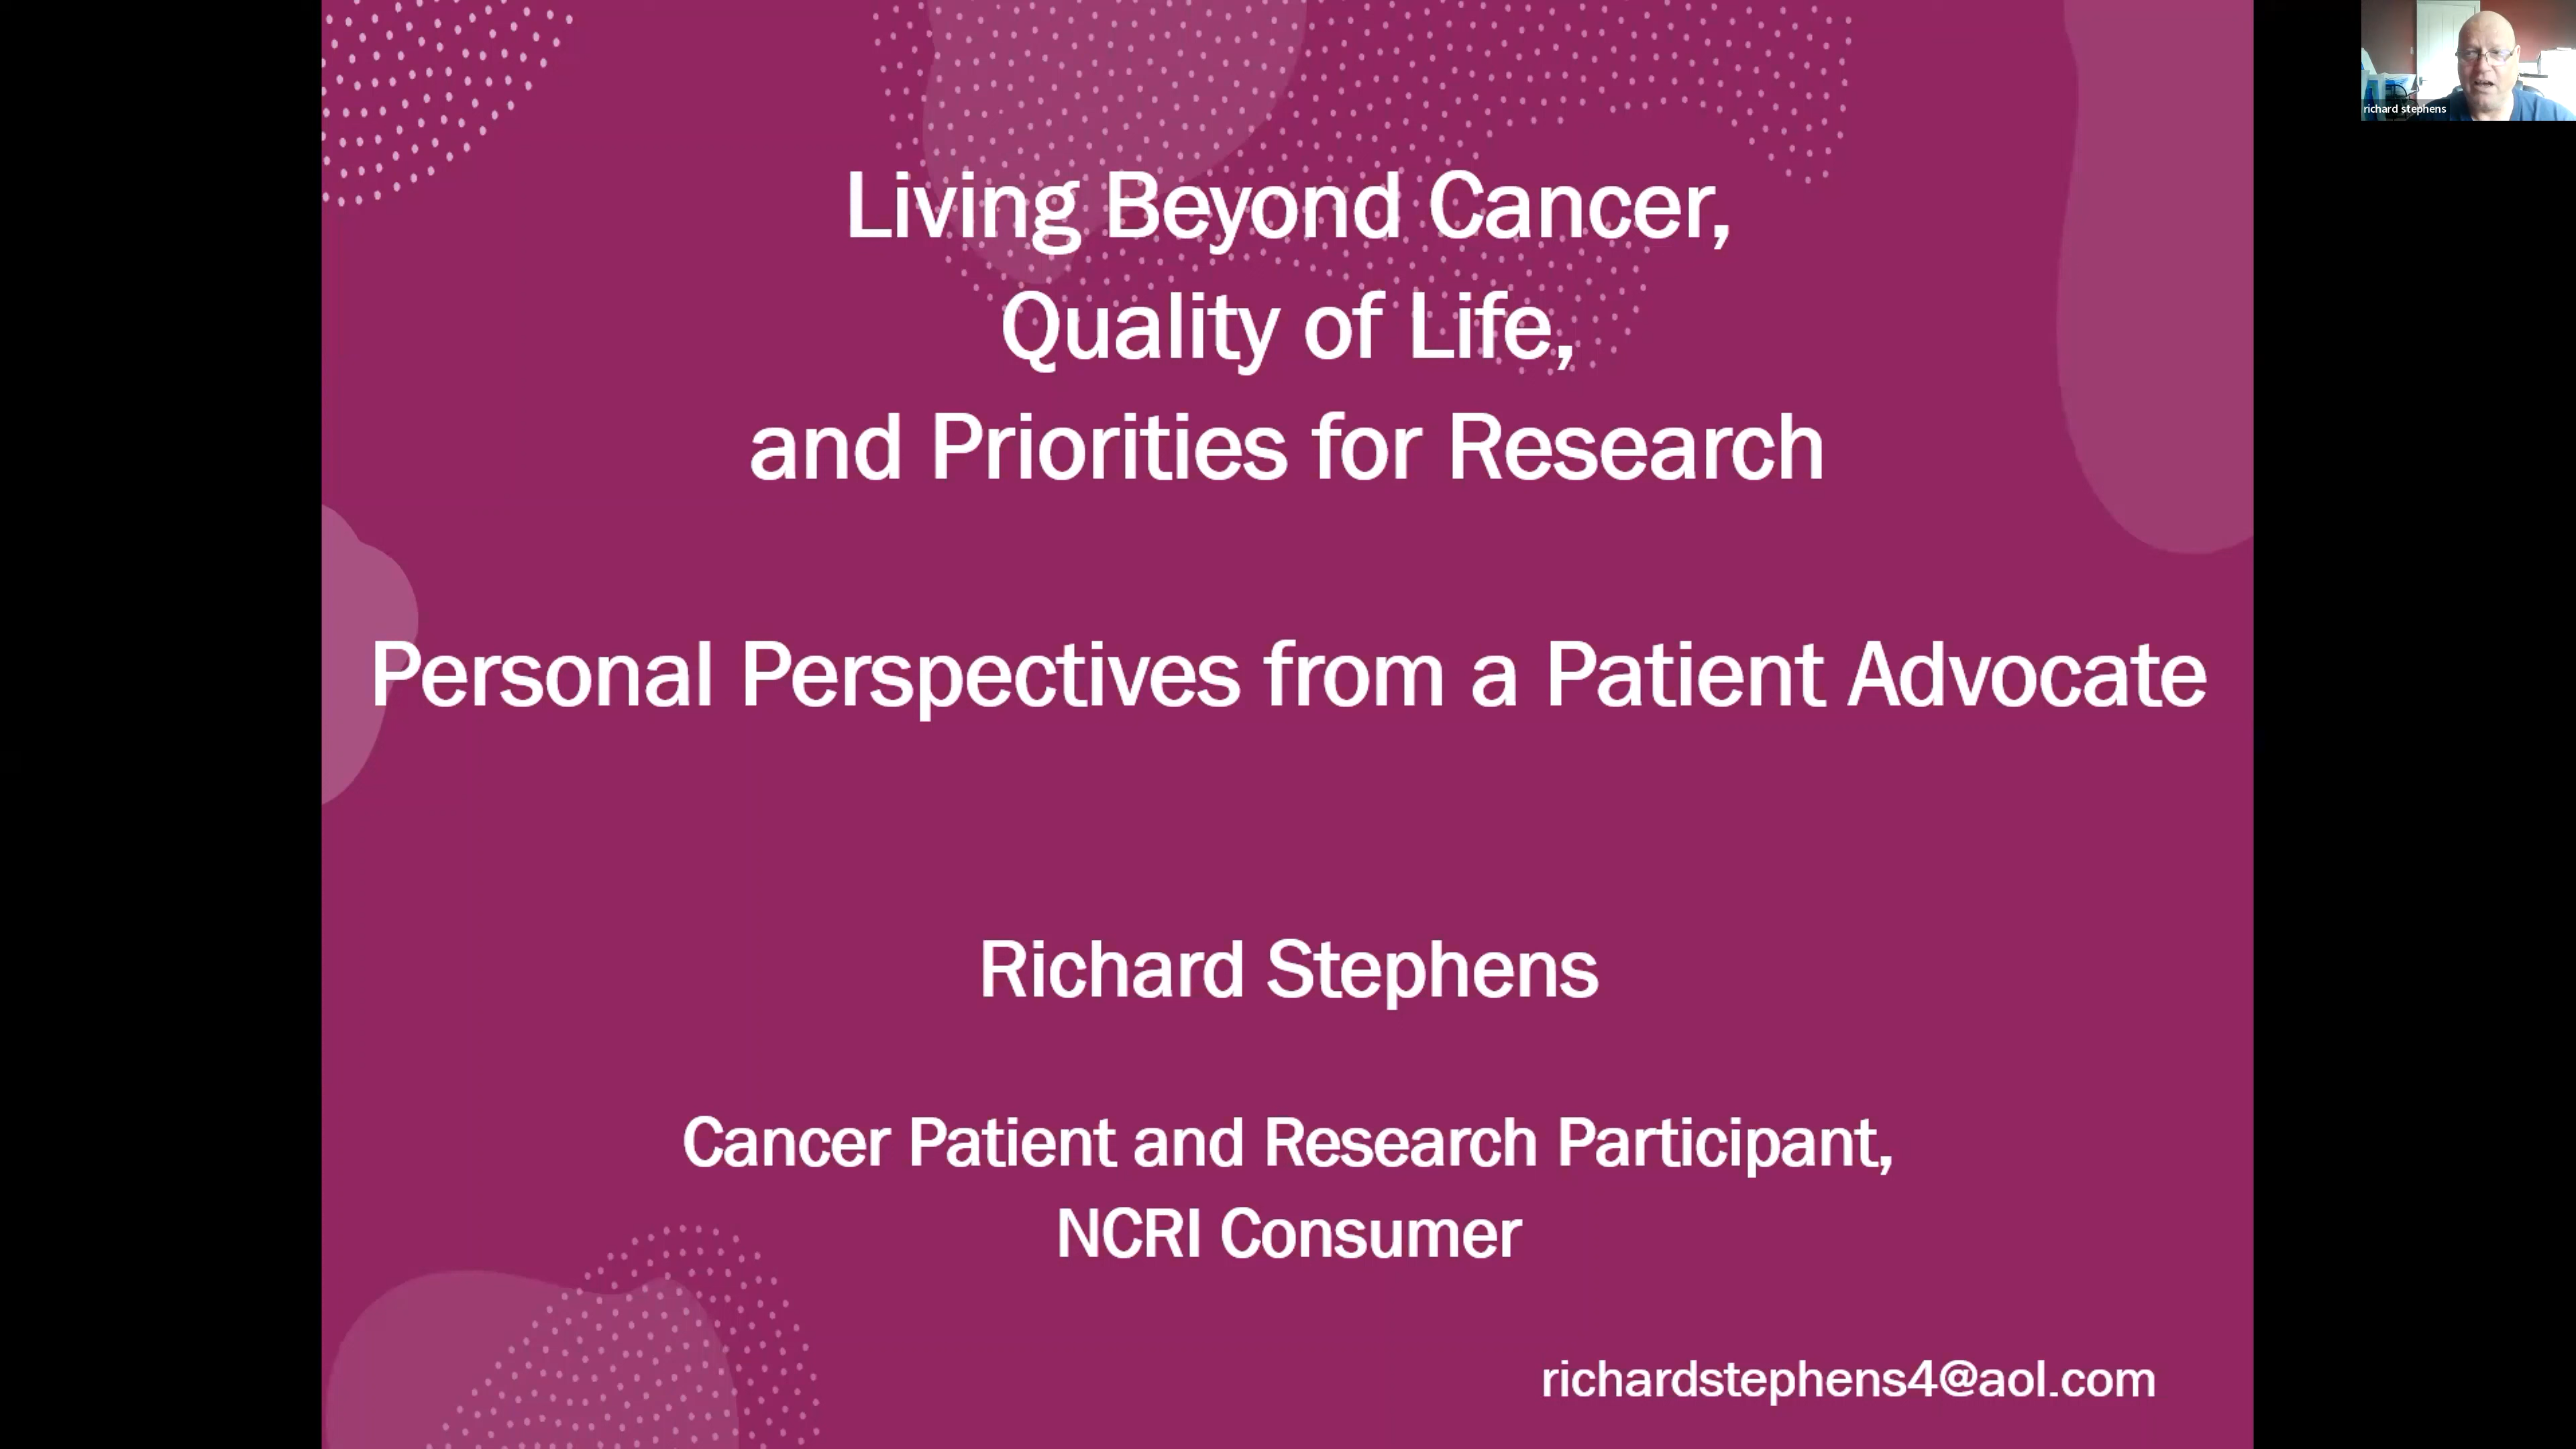 Living Beyond Cancer,
Quality of Life,
and Priorities for Research
Personal Perspectives from a Patient Advocate
Richard Stephens
Cancer Patient and Research Participant,
NCRI Consumer
richardstephens4@aol.com
richard stephens